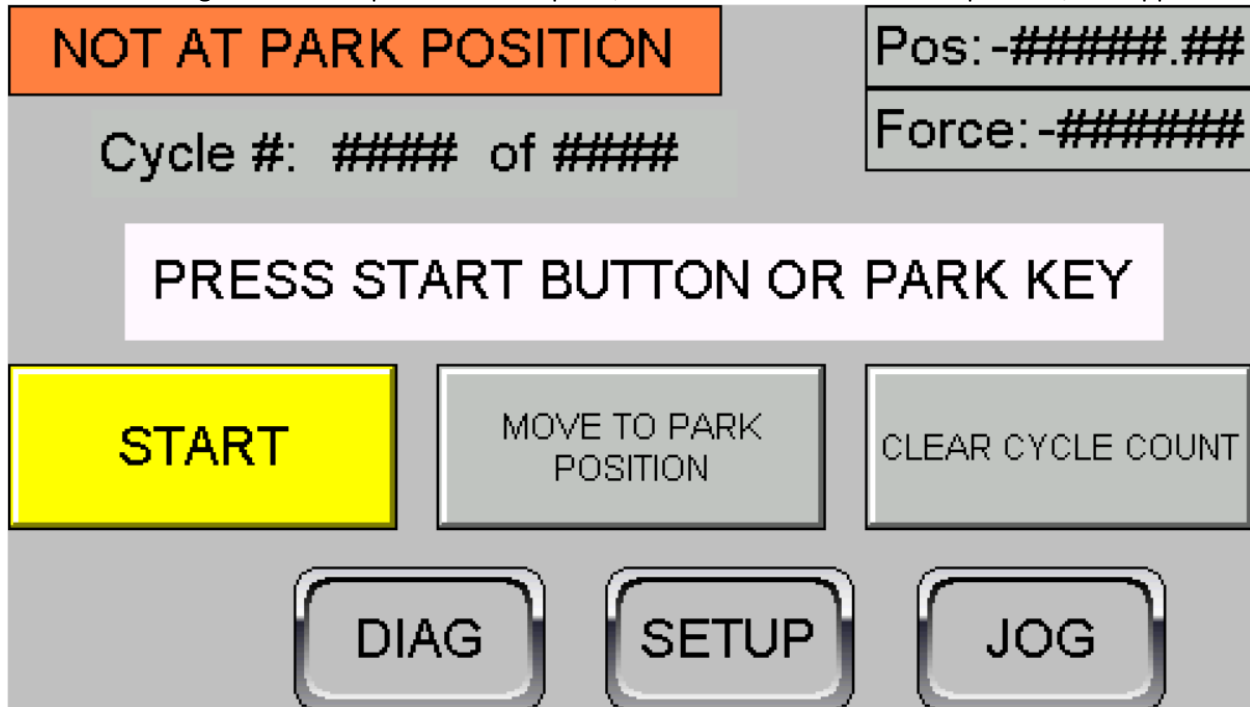 NOT AT PARK POSITION
Pos: -#####.##
Cycle #: #### of ####
Force: -######
PRESS START BUTTON OR PARK KEY
START
MOVE TO PARK
POSITION
CLEAR CYCLE COUNT
DIAG
SETUP
JOG